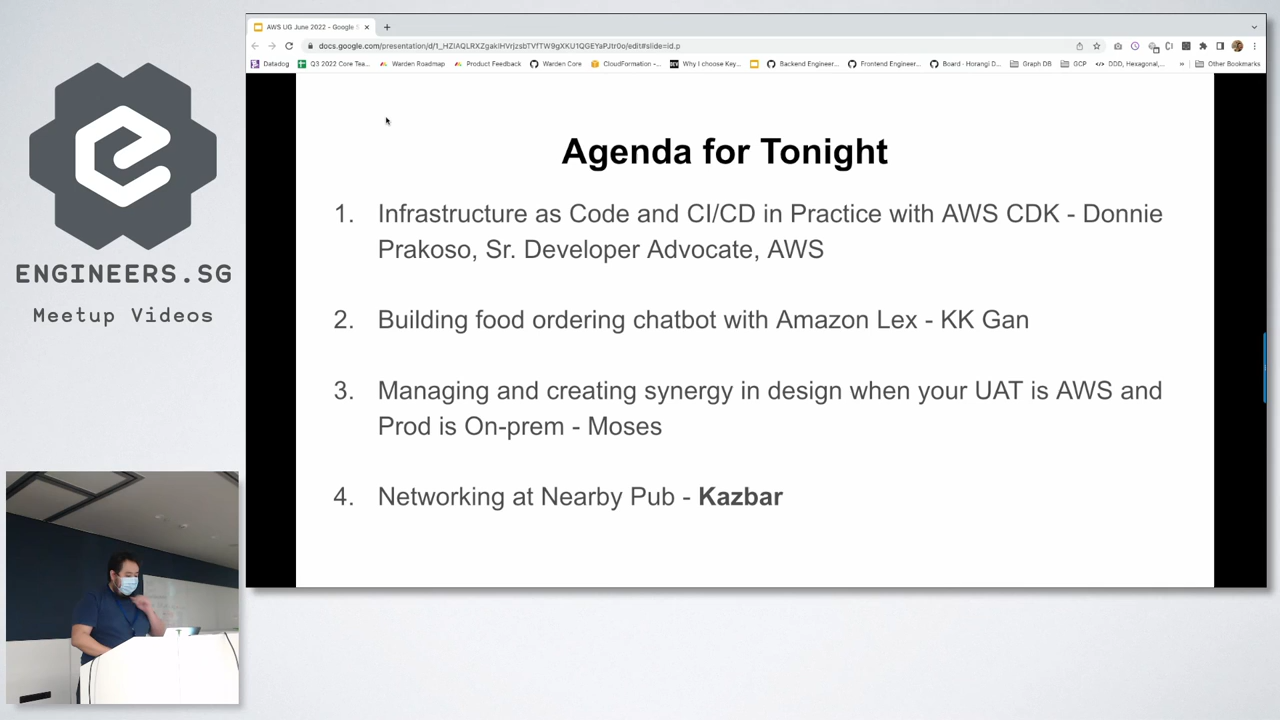 AWS UG June 2022 - Google S
docs.google.com/presentation/d/1_HZIAQLRXZgakIHVrjzsbTVfTW9gXKU1QGEYaPJtr0o/edit#slide=id.p
Datadog
Q3 2022 Core Tea...
Warden Roadmap
Product Feedback
Warden Core
CloudFormation -...
Why I choose Key...
Backend Engineer...
Frontend Engineer...
Board · Horangi D...
Graph DB
GCP
DDD, Hexagonal,...
Other Bookmarks
Agenda for Tonight
1. Infrastructure as Code and CI/CD in Practice with AWS CDK - Donnie
Prakoso, Sr. Developer Advocate, AWS
2. Building food ordering chatbot with Amazon Lex - KK Gan
3. Managing and creating synergy in design when your UAT is AWS and
Prod is On-prem - Moses
4. Networking at Nearby Pub - Kazbar
ENGINEERS.SG
Meetup Videos